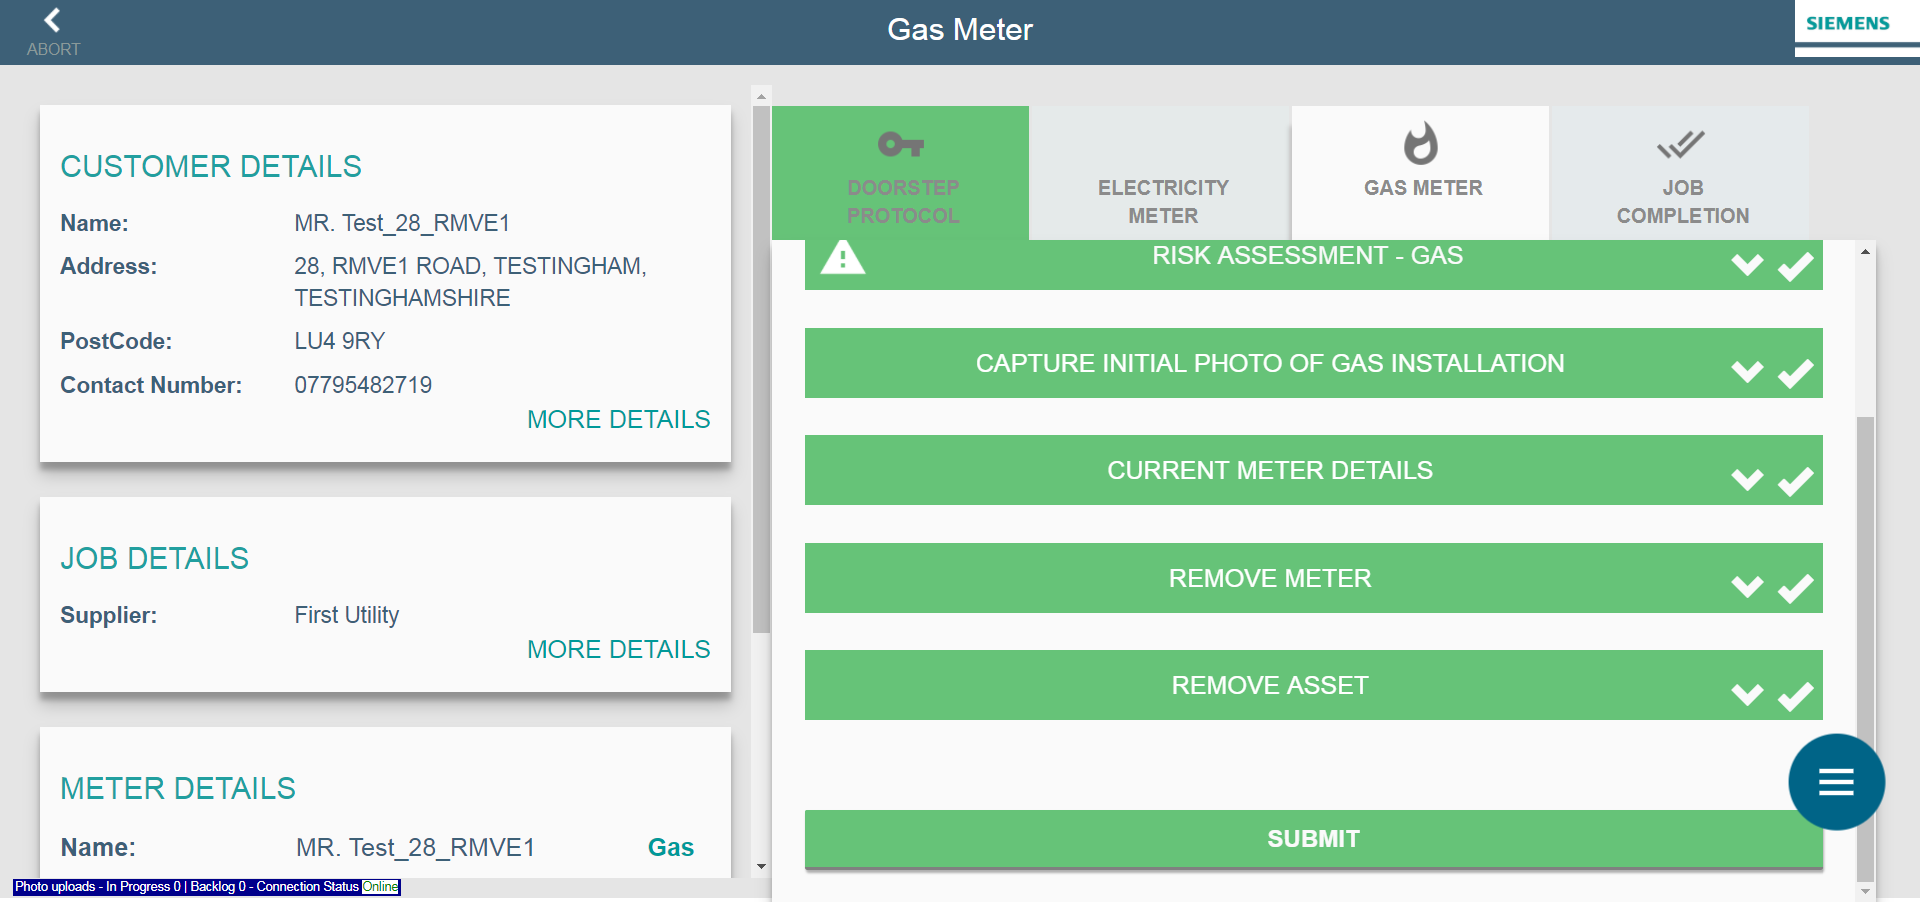 ABORT
Gas Meter
SIEMENS
CUSTOMER DETAILS
Name: MR. Test_28_RMVE1
Address: 28, RMVE1 ROAD, TESTINGHAM,
TESTINGHAMSHIRE
PostCode: LU4 9RY
Contact Number: 07795482719
MORE DETAILS
JOB DETAILS
Supplier: First Utility
MORE DETAILS
METER DETAILS
Name: MR. Test_28_RMVE1 Gas
Photo uploads - In Progress 0 | Backlog 0 - Connection Status Online
DOORSTEP
PROTOCOL
ELECTRICITY
METER
GAS METER
JOB
COMPLETION
RISK ASSESSMENT - GAS
CAPTURE INITIAL PHOTO OF GAS INSTALLATION
CURRENT METER DETAILS
REMOVE METER
REMOVE ASSET
SUBMIT